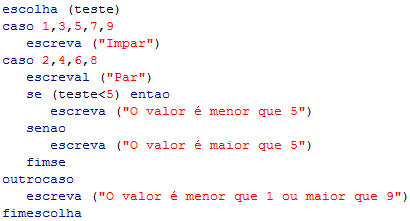 escolha (teste)
caso 1,3,5,7,9
escreva ("Impar")
caso 2,4,6,8
escreval ("Par")
se (teste<5) entao
escreva ("O valor é menor que 5")
senao
escreva ("O valor é maior que 5")
fimse
outrocaso
escreva ("O valor é menor que 1 ou maior que 9")
fimescolha